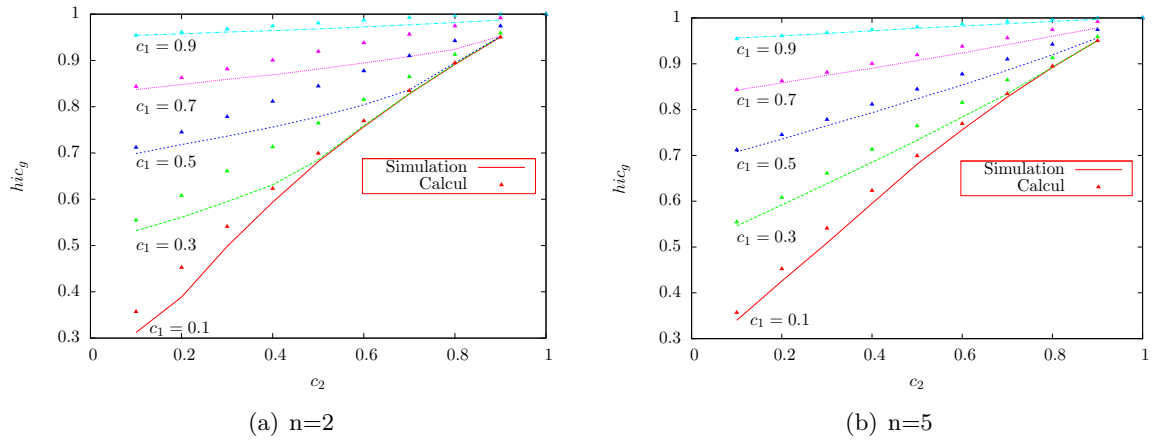 1
0.9
0.8
0.7
0.6
0.5
0.4
0.3
0
0.2
0.4
0.6
0.8
1
hic_g
c_2
c_1 = 0.9
c_1 = 0.7
c_1 = 0.5
c_1 = 0.3
c_1 = 0.1
Simulation
Calcul
(a) n=2
1
0.9
0.8
0.7
0.6
0.5
0.4
0.3
0
0.2
0.4
0.6
0.8
1
hic_g
c_2
c_1 = 0.9
c_1 = 0.7
c_1 = 0.5
c_1 = 0.3
c_1 = 0.1
Simulation
Calcul
(b) n=5